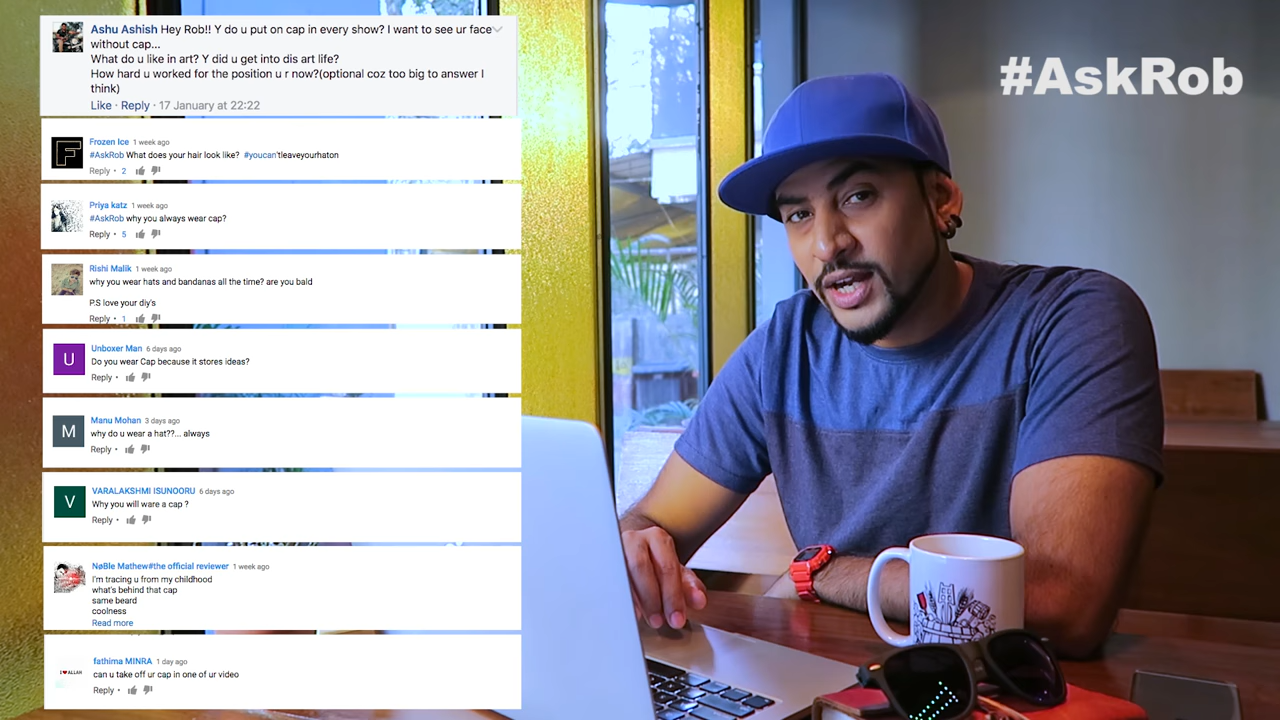 #AskRob
Ashu Ashish Hey Rob!! Y do u put on cap in every show? I want to see ur face
without cap...
What do u like in art? Y did u get into dis art life?
How hard u worked for the position u r now?(optional coz too big to answer I
think)
Like · Reply · 17 January at 22:22
F
Frozen Ice 1 week ago
#AskRob What does your hair look like? #youcan'tleaveyourhaton
Reply · 2
Priya katz 1 week ago
#AskRob why you always wear cap?
Reply · 5
Rishi Malik 1 week ago
why you wear hats and bandanas all the time? are you bald
P.S love your diy's
Reply · 1
U
Unboxer Man 6 days ago
Do you wear Cap because it stores ideas?
Reply ·
M
Manu Mohan 3 days ago
why do u wear a hat??... always
Reply ·
V
VARALAKSHMI ISUNOORU 6 days ago
Why you will ware a cap ?
Reply ·
NøBle Mathew#the official reviewer 1 week ago
I'm tracing u from my childhood
what's behind that cap
same beard
coolness
Read more
I ♥ ALLAH
fathima MINRA 1 day ago
can u take off ur cap in one of ur video
Reply ·